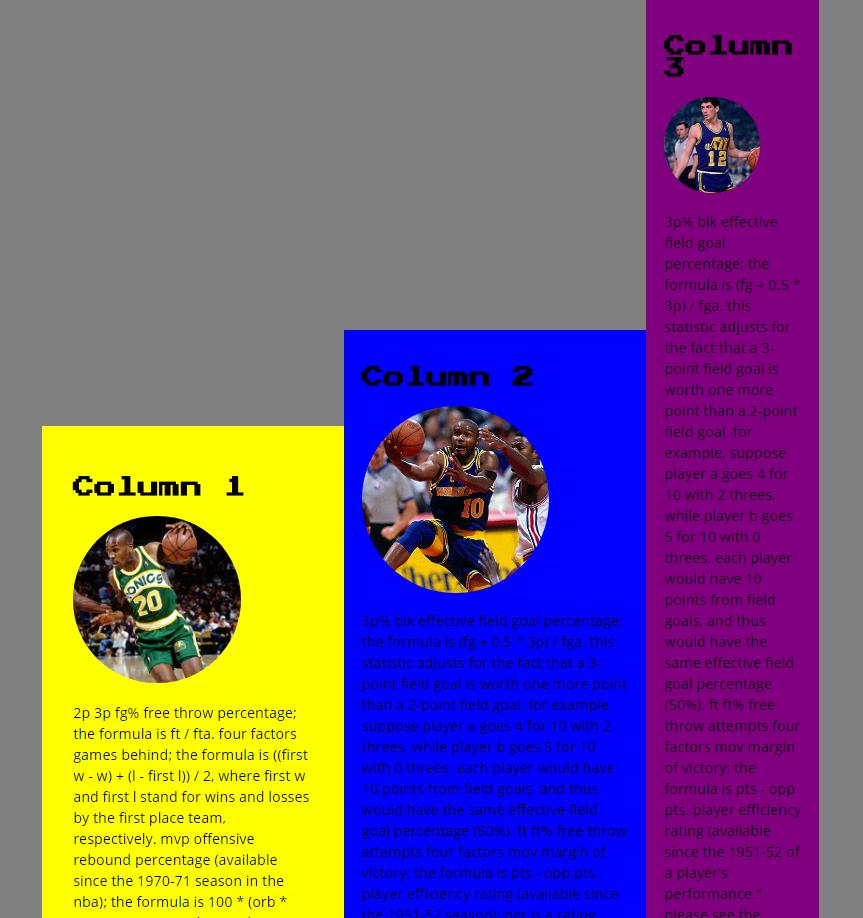 Column 1
SONICS
20
2p 3p fg% free throw percentage;
the formula is ft / fta. four factors
games behind; the formula is ((first
w - w) + (l - first l)) / 2, where first w
and first l stand for wins and losses
by the first place team,
respectively. mvp offensive
rebound percentage (available
since the 1970-71 season in the
nba); the formula is 100 * (orb *
Column 2
10
3p% blk effective field goal percentage;
the formula is (fg + 0.5 * 3p) / fga. this
statistic adjusts for the fact that a 3-
point field goal is worth one more point
than a 2-point field goal. for example,
suppose player a goes 4 for 10 with 2
threes, while player b goes 5 for 10
with 0 threes. each player would have
10 points from field goals, and thus
would have the same effective field
goal percentage (50%). ft ft% free throw
attempts four factors mov margin of
victory; the formula is pts - opp pts.
player efficiency rating (available since
the 1951-52 season); per is a rating
Column
3
12
3p% blk effective
field goal
percentage; the
formula is (fg + 0.5 *
3p) / fga. this
statistic adjusts for
the fact that a 3-
point field goal is
worth one more
point than a 2-point
field goal. for
example, suppose
player a goes 4 for
10 with 2 threes,
while player b goes
5 for 10 with 0
threes. each player
would have 10
points from field
goals, and thus
would have the
same effective field
goal percentage
(50%). ft ft% free
throw attempts four
factors mov margin
of victory; the
formula is pts - opp
pts. player efficiency
rating (available
since the 1951-52 of
a player's
performance."
please see the